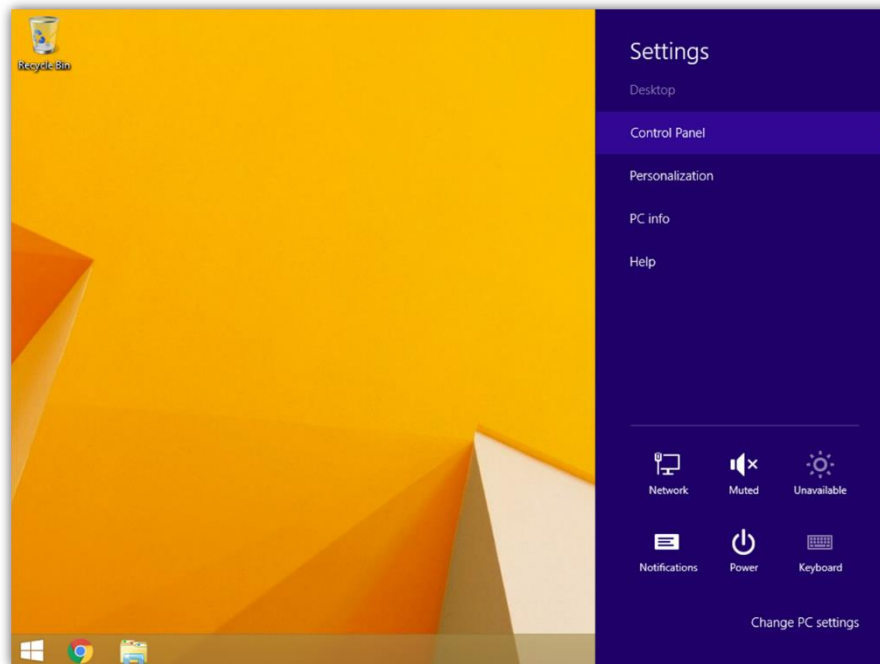 Recycle Bin
Settings
Desktop
Control Panel
Personalization
PC info
Help
Network
Muted
Unavailable
Notifications
Power
Keyboard
Change PC settings